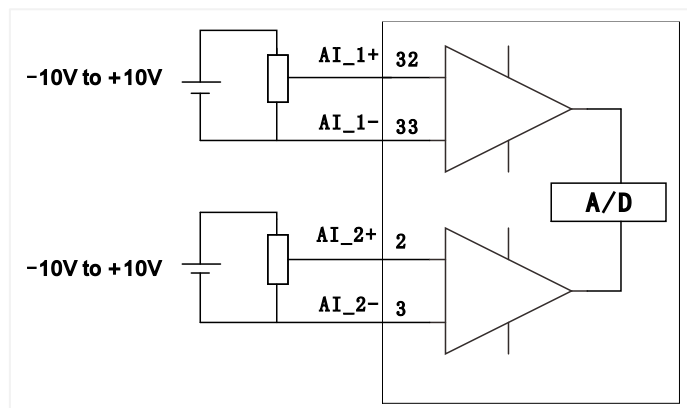 AI_1+ 32
-10V to +10V
AI_1- 33
A/D
AI_2+ 2
-10V to +10V
AI_2- 3